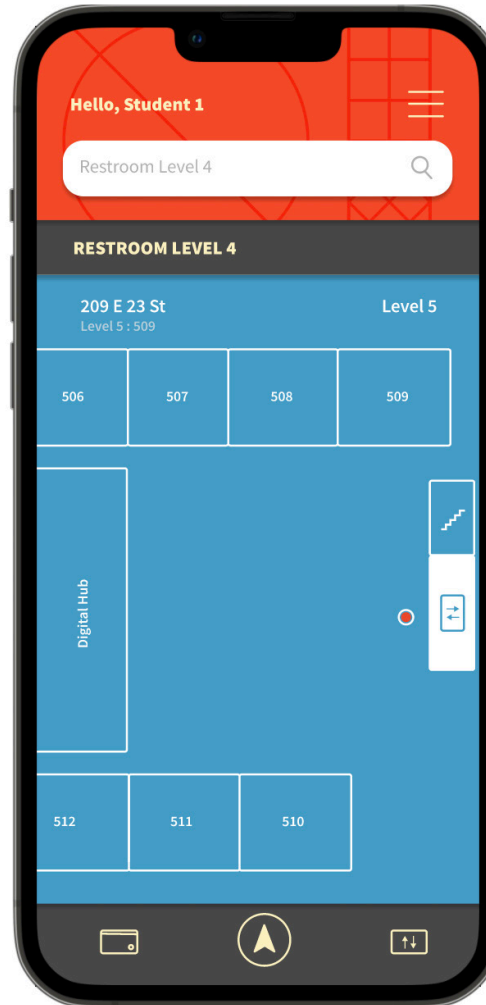 Hello, Student 1
Restroom Level 4
RESTROOM LEVEL 4
209 E 23 St
Level 5
Level 5 : 509
506
507
508
509
Digital Hub
512
511
510